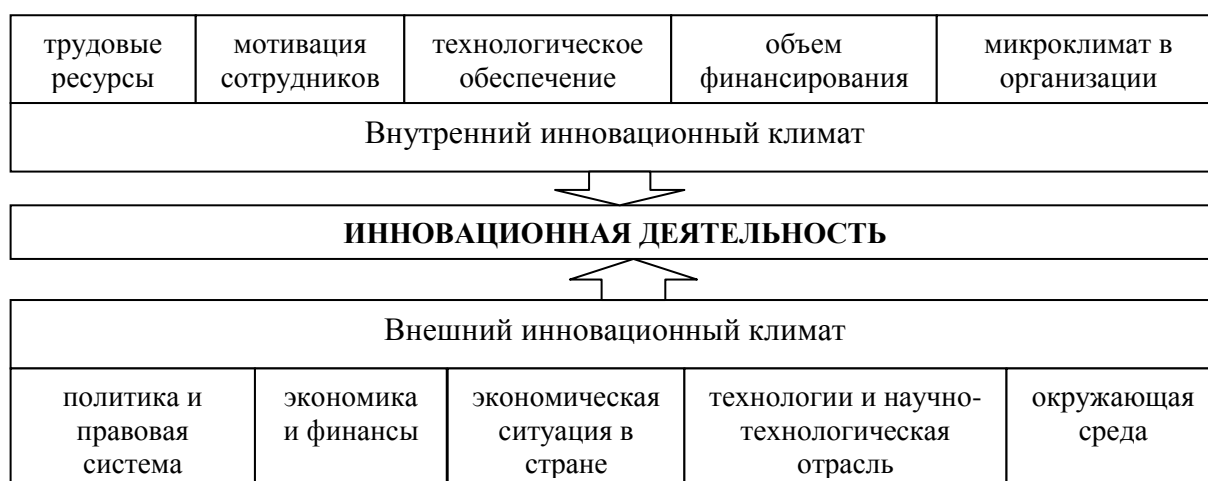 трудовые
ресурсы
мотивация
сотрудников
технологическое
обеспечение
объем
финансирования
микроклимат в
организации
Внутренний инновационный климат
ИННОВАЦИОННАЯ ДЕЯТЕЛЬНОСТЬ
Внешний инновационный климат
политика и
правовая
система
экономика
и финансы
экономическая
ситуация в
стране
технологии и научно-
технологическая
отрасль
окружающая
среда